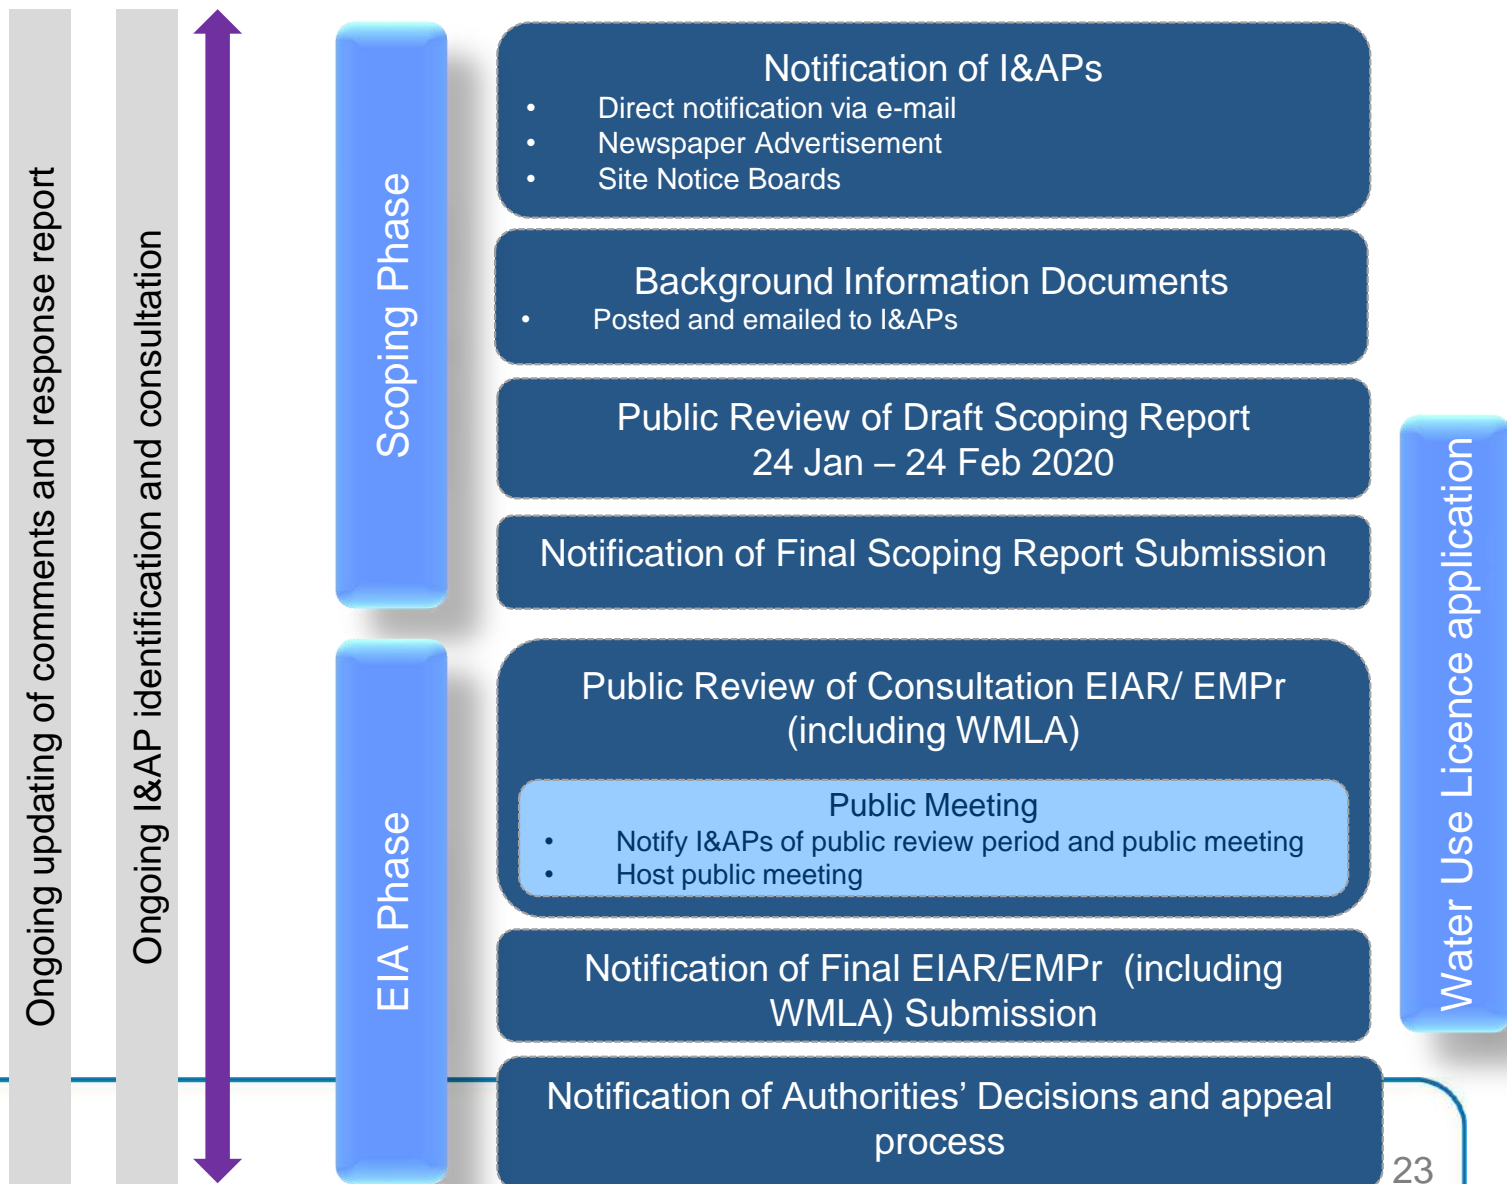 Ongoing updating of comments and response report
Ongoing I&AP identification and consultation
Scoping Phase
Notification of I&APs
• Direct notification via e-mail
• Newspaper Advertisement
• Site Notice Boards
Background Information Documents
• Posted and emailed to I&APs
Public Review of Draft Scoping Report
24 Jan – 24 Feb 2020
Notification of Final Scoping Report Submission
EIA Phase
Public Review of Consultation EIAR/ EMPr
(including WMLA)
Public Meeting
• Notify I&APs of public review period and public meeting
• Host public meeting
Notification of Final EIAR/EMPr (including
WMLA) Submission
Notification of Authorities’ Decisions and appeal
process
Water Use Licence application
23